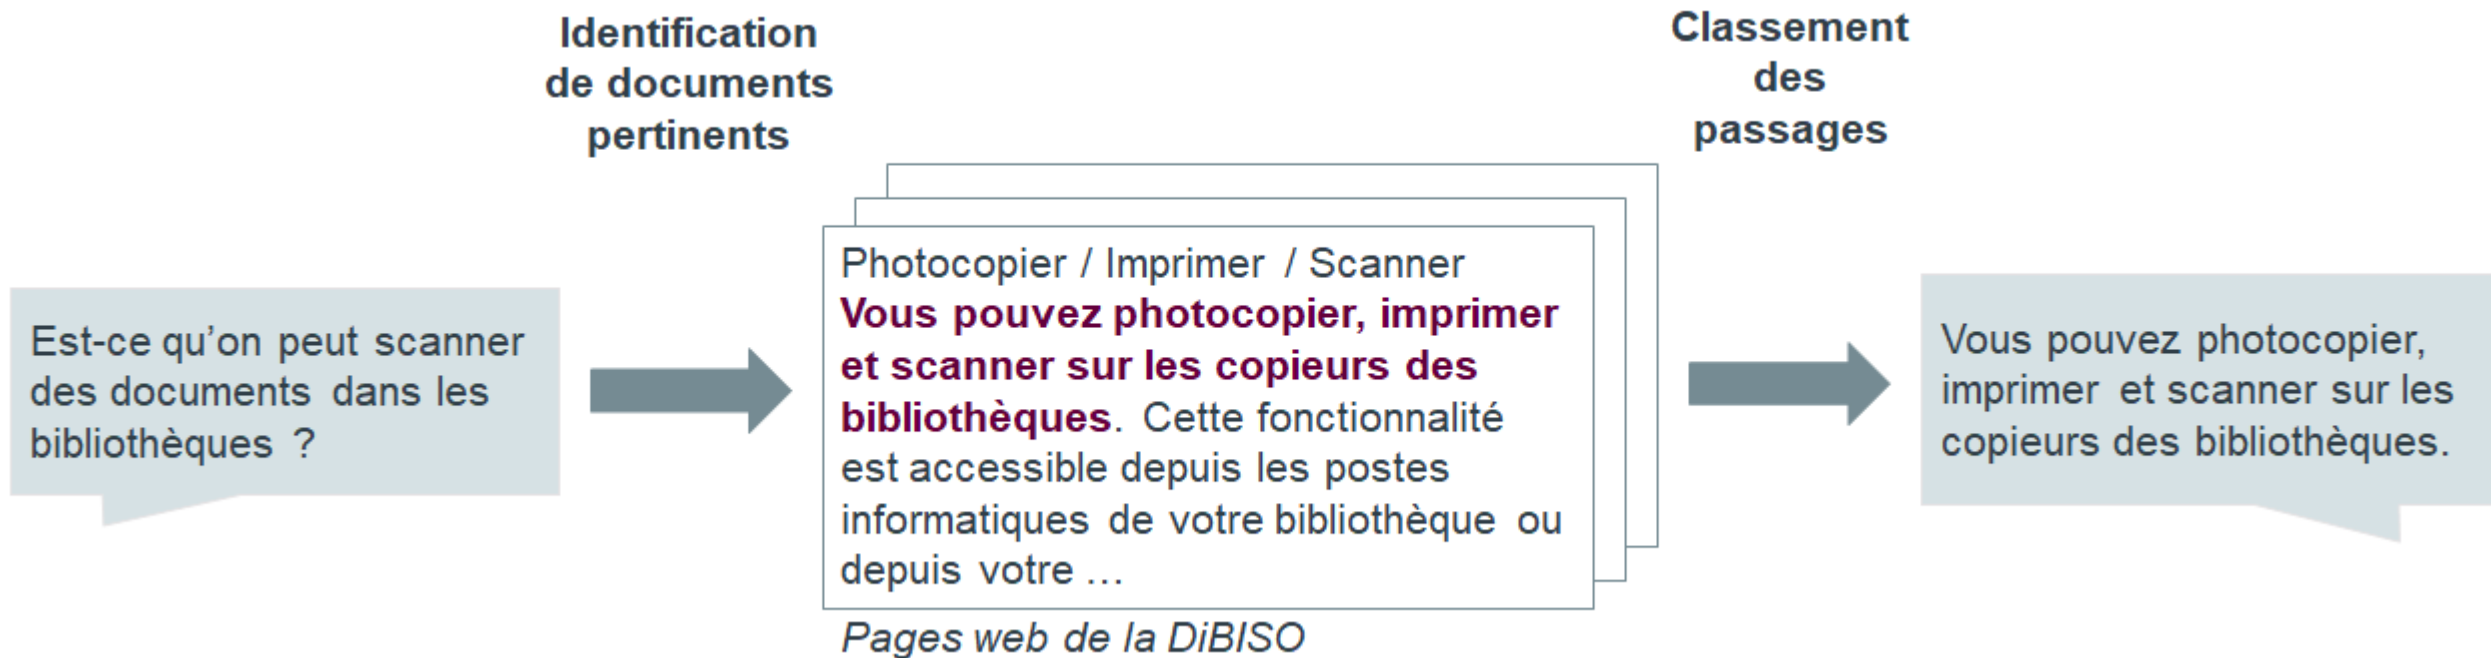 Identification
de documents
pertinents
Classement
des
passages
Est-ce qu’on peut scanner
des documents dans les
bibliothèques ?
Photocopier / Imprimer / Scanner
Vous pouvez photocopier, imprimer
et scanner sur les copieurs des
bibliothèques. Cette fonctionnalité
est accessible depuis les postes
informatiques de votre bibliothèque ou
depuis votre …
Pages web de la DiBISO
Vous pouvez photocopier,
imprimer et scanner sur les
copieurs des bibliothèques.